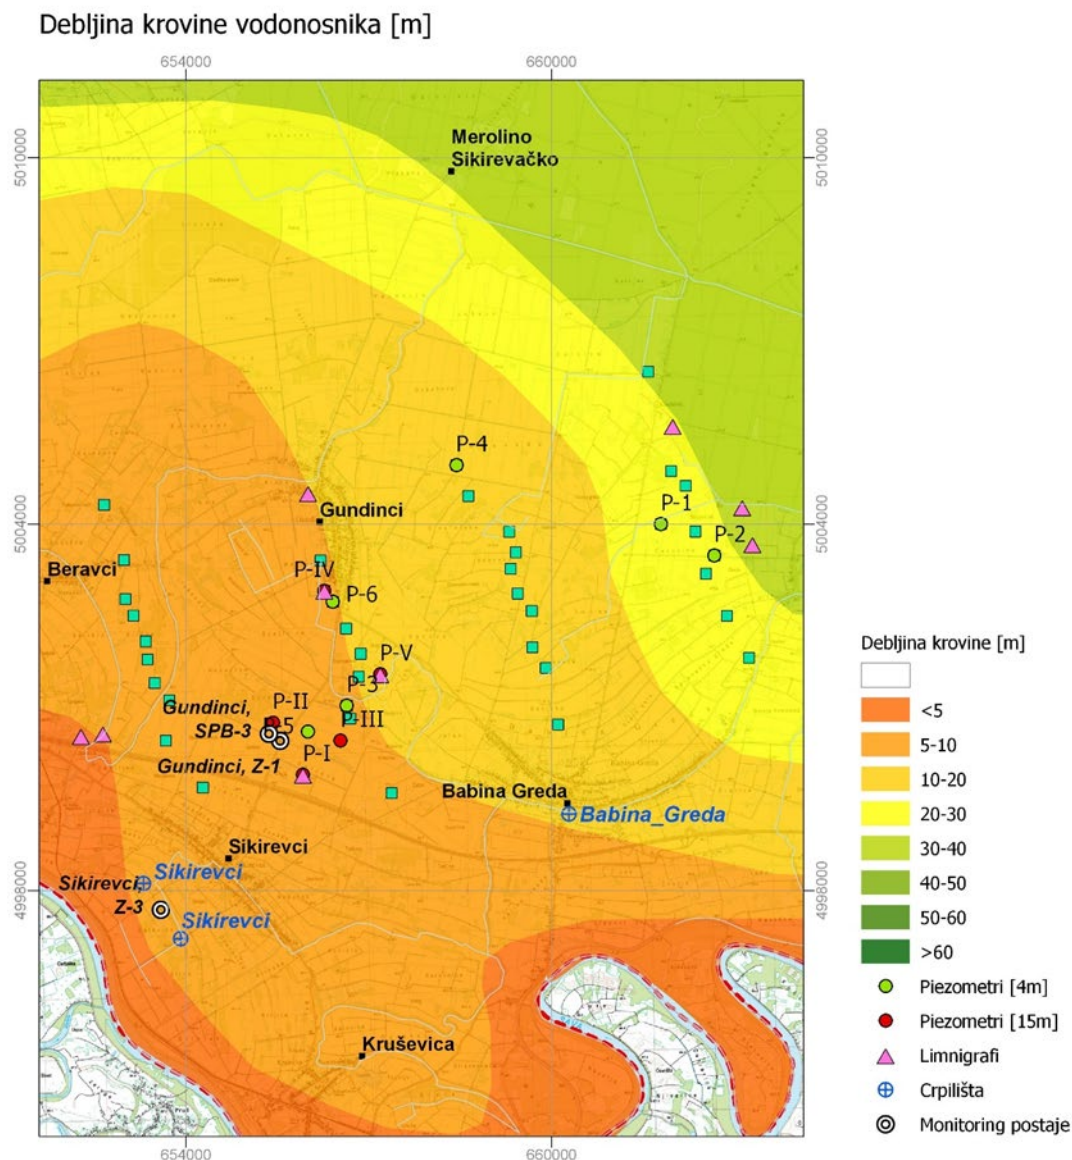 Debljina krovine vodonosnika [m]
654000
660000
5010000
5010000
Merolino
Sikirevačko
P-4
Gundinci
5004000
5004000
P-1
P-2
Beravci
P-IV
P-6
P-V
P-3
Gundinci,
SPB-3
P-II
P-III
Gundinci, Z-1
P-I
Babina Greda
Babina_Greda
Sikirevci
Sikirevci
Sikirevci,
Z-3
Sikirevci
4998000
4998000
Kruševica
654000
660000
Debljina krovine [m]
<5
5-10
10-20
20-30
30-40
40-50
50-60
>60
Piezometri [4m]
Piezometri [15m]
Limnigrafi
Crpilišta
Monitoring postaje